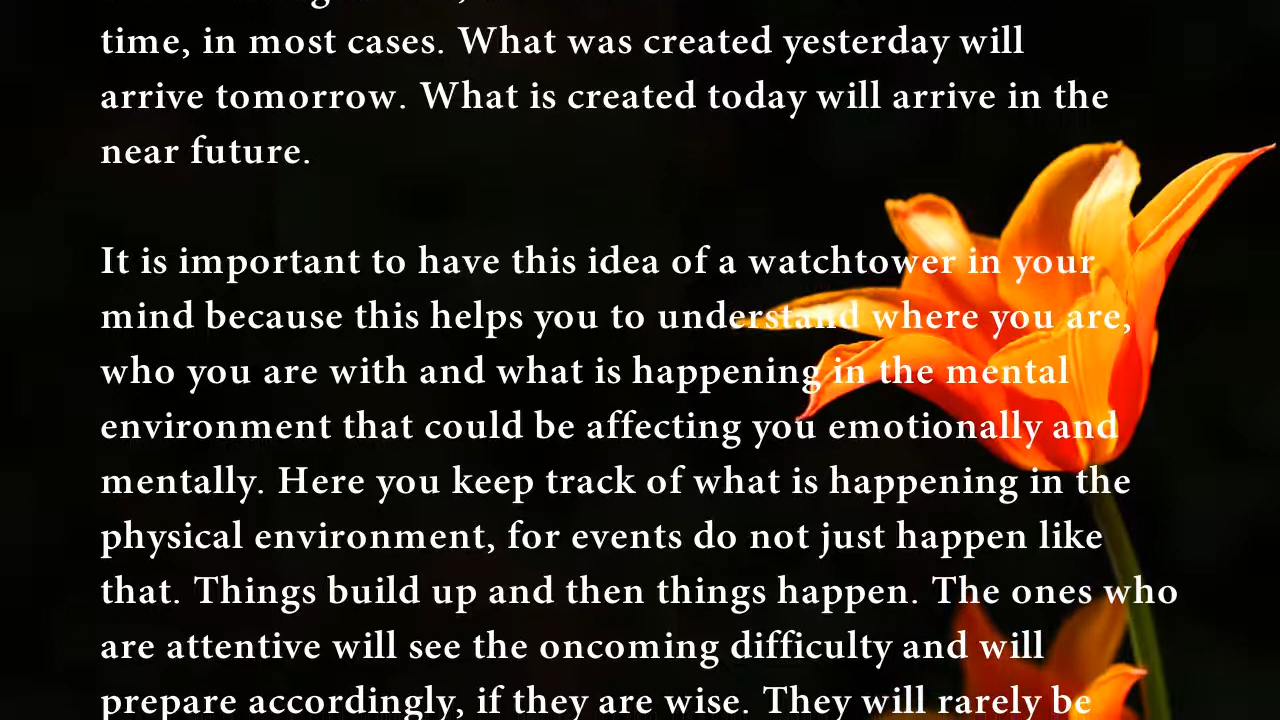 time, in most cases. What was created yesterday will
arrive tomorrow. What is created today will arrive in the
near future.
It is important to have this idea of a watchtower in your
mind because this helps you to understand where you are,
who you are with and what is happening in the mental
environment that could be affecting you emotionally and
mentally. Here you keep track of what is happening in the
physical environment, for events do not just happen like
that. Things build up and then things happen. The ones who
are attentive will see the oncoming difficulty and will
prepare accordingly, if they are wise. They will rarely be